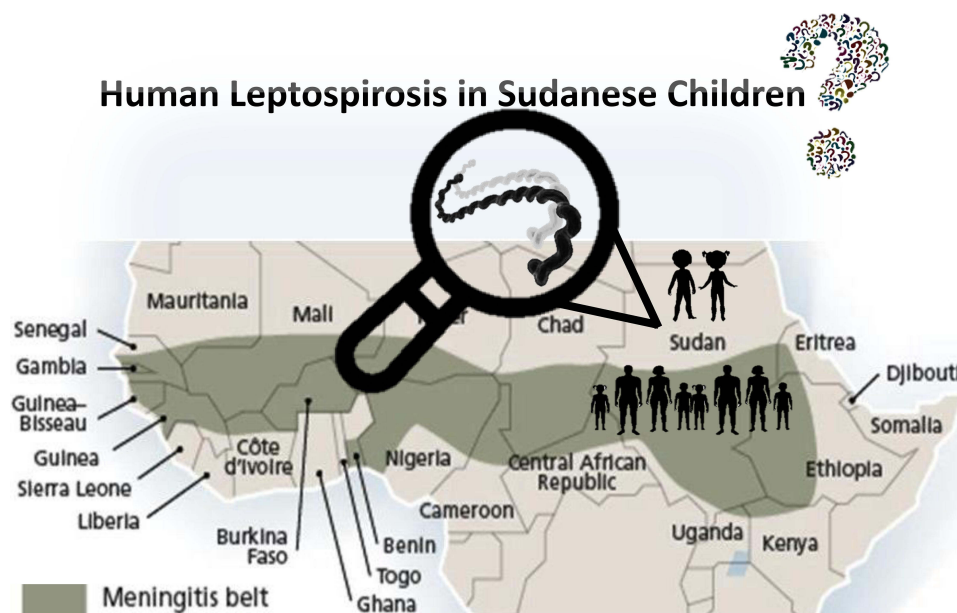 Human Leptospirosis in Sudanese Children
Mauritania
Mali
Chad
Sudan
Eritrea
Djibouti
Somalia
Senegal
Gambia
Guinea–
Bissau
Guinea
Sierra Leone
Liberia
Côte
d'Ivoire
Burkina
Faso
Ghana
Togo
Benin
Nigeria
Cameroon
Central African
Republic
Uganda
Kenya
Ethiopia
Meningitis belt